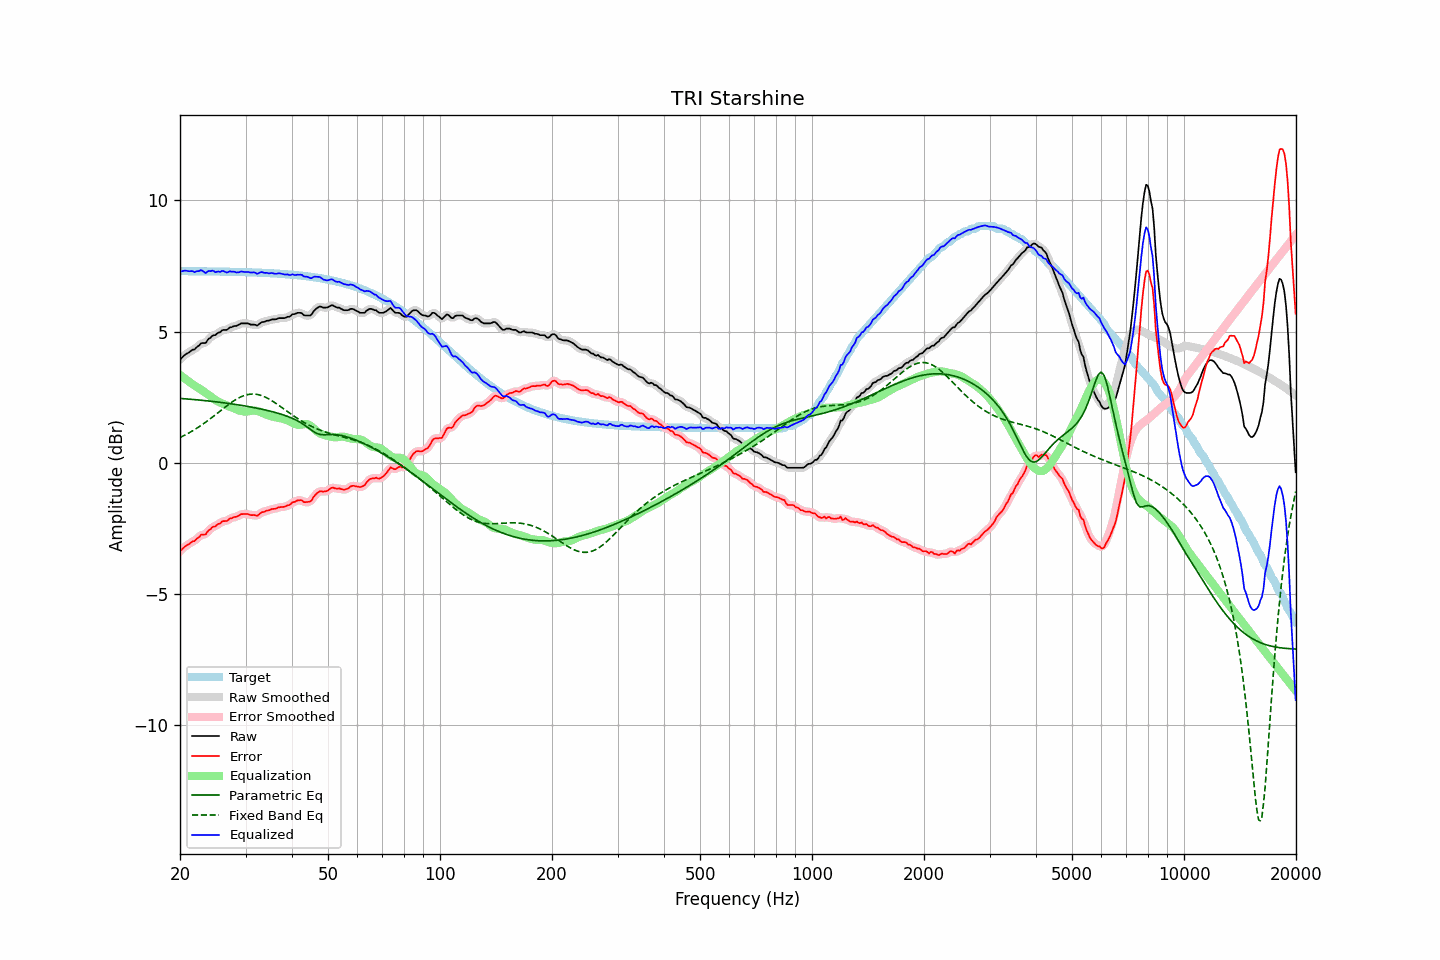 TRI Starshine
Amplitude (dBr)
10
5
0
−5
−10
Target
Raw Smoothed
Error Smoothed
Raw
Error
Equalization
Parametric Eq
Fixed Band Eq
Equalized
20 50 100 200 500 1000 2000 5000 10000 20000
Frequency (Hz)